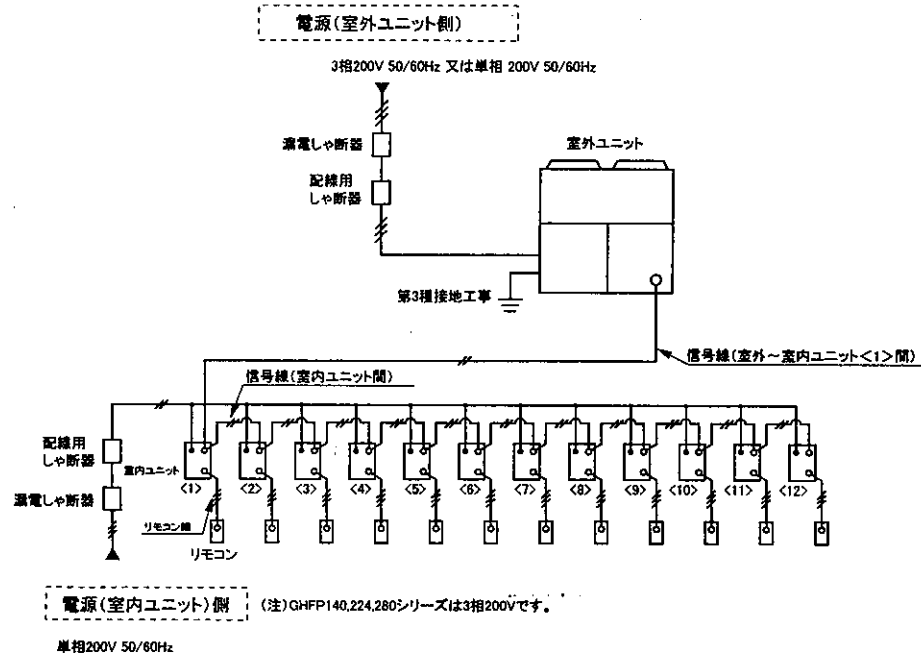 電源(室外ユニット側)
3相200V 50/60Hz 又は単相 200V 50/60Hz
漏電しゃ断器
室外ユニット
配線用
しゃ断器
第3種接地工事
信号線(室外～室内ユニット<1>間)
信号線(室内ユニット間)
配線用
しゃ断器
室内ユニット
<1> <2> <3> <4> <5> <6> <7> <8> <9> <10> <11> <12>
漏電しゃ断器
リモコン線
リモコン
電源(室内ユニット)側
(注)GHFP140,224,280シリーズは3相200Vです。
単相200V 50/60Hz